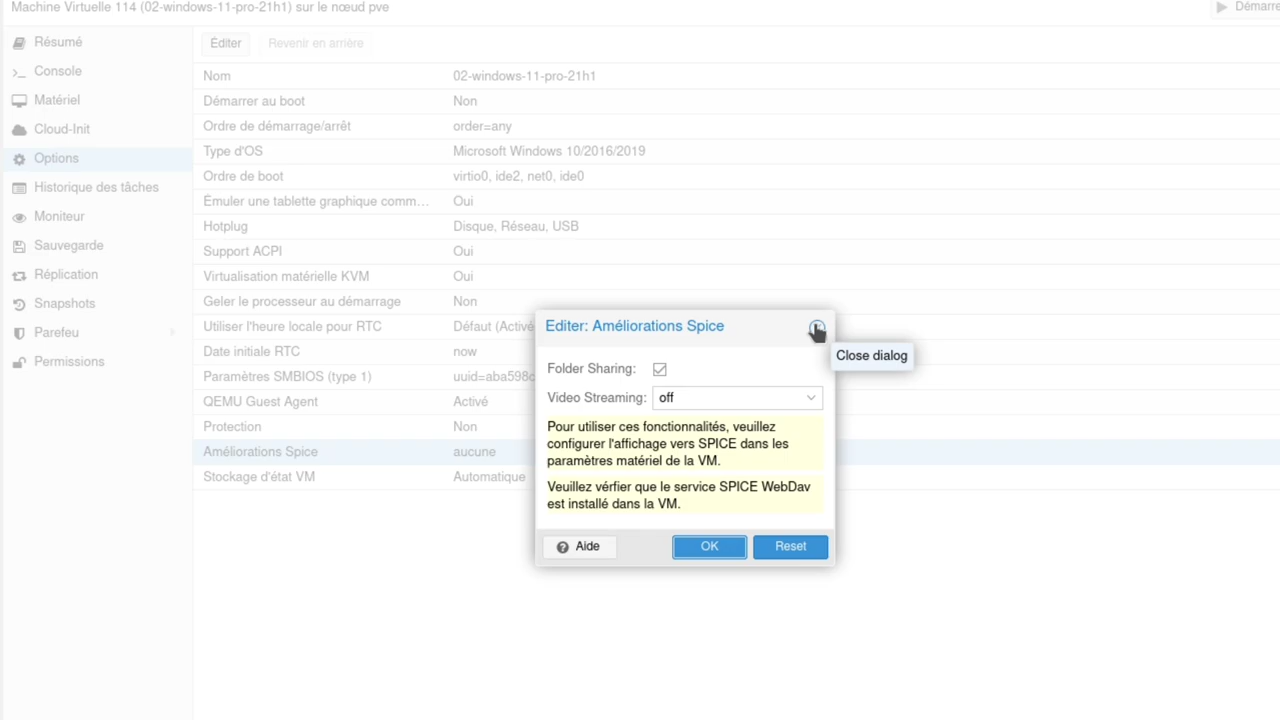 Machine Virtuelle 114 (02-windows-11-pro-21h1) sur le nœud pve
Démarre
Résumé
Console
Matériel
Cloud-Init
Options
Historique des tâches
Moniteur
Sauvegarde
Réplication
Snapshots
Parefeu
Permissions
Éditer Revenir en arrière
Nom 02-windows-11-pro-21h1
Démarrer au boot Non
Ordre de démarrage/arrêt order=any
Type d'OS Microsoft Windows 10/2016/2019
Ordre de boot virtio0, ide2, net0, ide0
Émuler une tablette graphique comm... Oui
Hotplug Disque, Réseau, USB
Support ACPI Oui
Virtualisation matérielle KVM Oui
Geler le processeur au démarrage Non
Utiliser l'heure locale pour RTC Défaut (Activé
Date initiale RTC now
Paramètres SMBIOS (type 1) uuid=aba598c
QEMU Guest Agent Activé
Protection Non
Améliorations Spice aucune
Stockage d'état VM Automatique
Editer: Améliorations Spice
Close dialog
Folder Sharing:
Video Streaming: off
Pour utiliser ces fonctionnalités, veuillez
configurer l'affichage vers SPICE dans les
paramètres matériel de la VM.
Veuillez vérfier que le service SPICE WebDav
est installé dans la VM.
Aide OK Reset